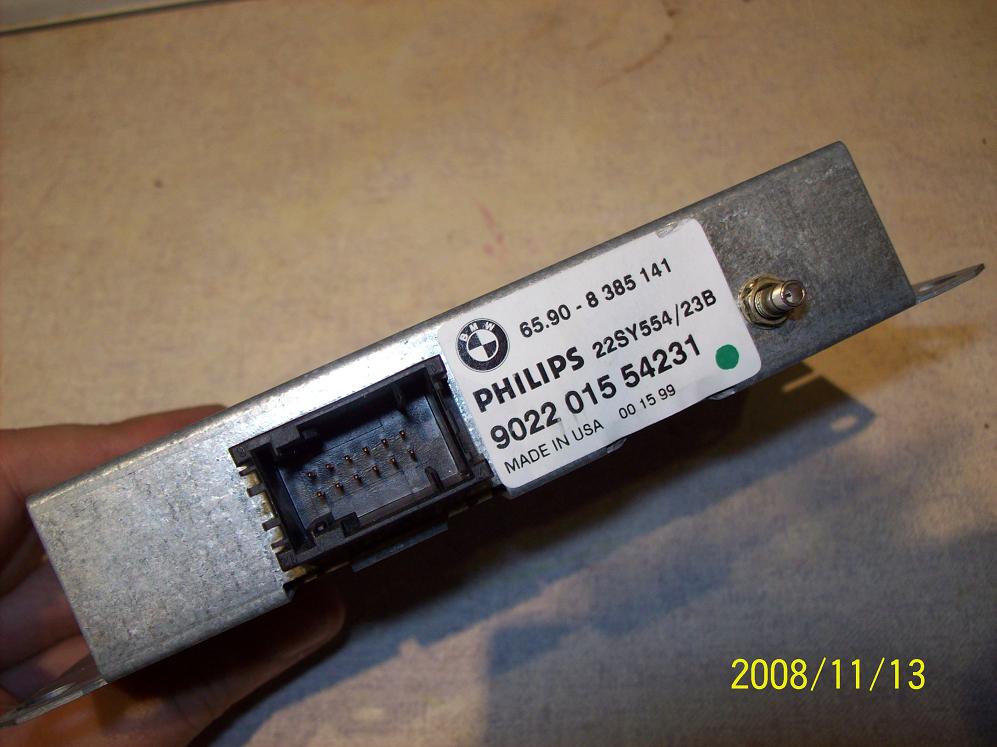 BMW
65.90 - 8 385 141
PHILIPS 22SY554/23B
9022 015 54231
MADE IN USA 00 15 99
2008/11/13